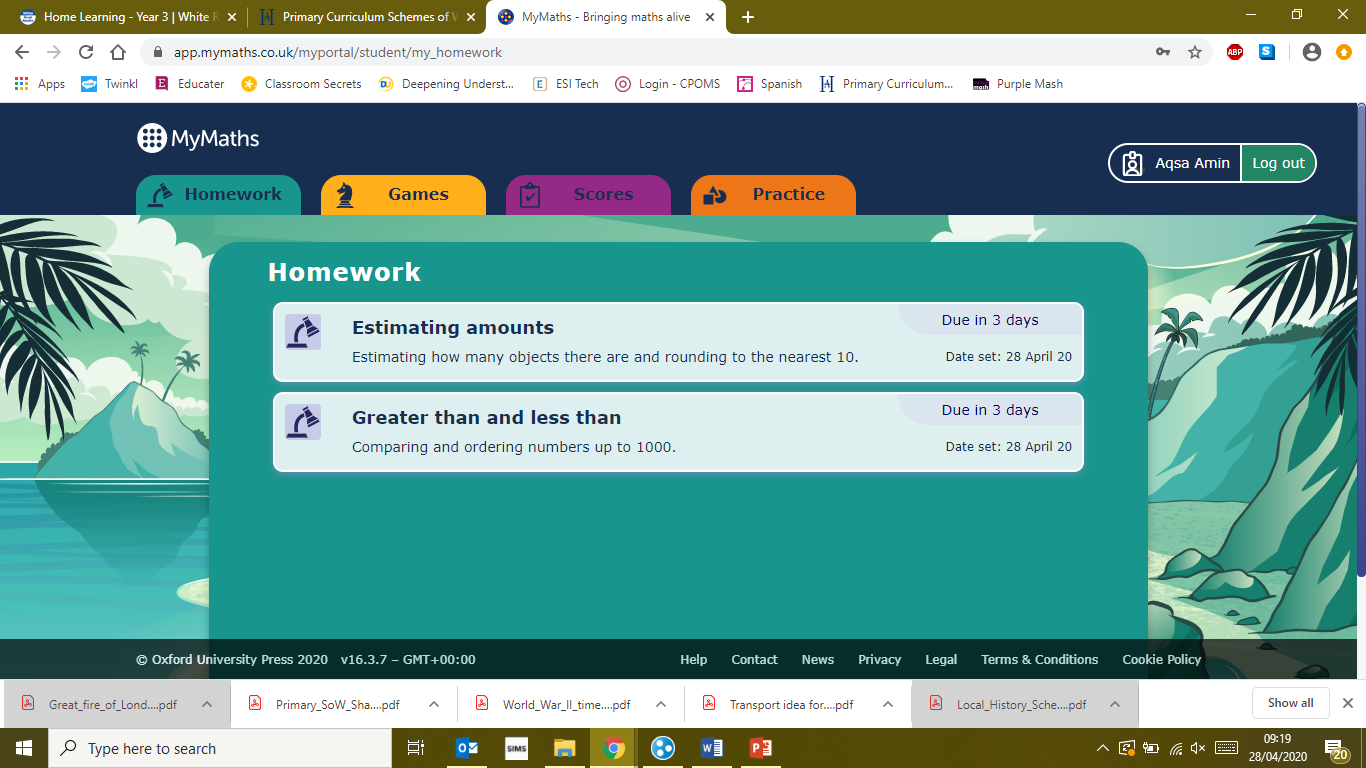 Home Learning - Year 3 | White R
Primary Curriculum Schemes of W
MyMaths - Bringing maths alive
app.mymaths.co.uk/myportal/student/my_homework
ABP
S
Apps
Twinkl
Educater
Classroom Secrets
Deepening Underst...
ESI Tech
Login - CPOMS
Spanish
Primary Curriculum...
Purple Mash
MyMaths
Aqsa Amin
Log out
Homework
Games
Scores
Practice
Homework
Estimating amounts
Due in 3 days
Estimating how many objects there are and rounding to the nearest 10.
Date set: 28 April 20
Greater than and less than
Due in 3 days
Comparing and ordering numbers up to 1000.
Date set: 28 April 20
© Oxford University Press 2020 v16.3.7 – GMT+00:00
Help
Contact
News
Privacy
Legal
Terms & Conditions
Cookie Policy
Great_fire_of_Lond....pdf
Primary_SoW_Sha....pdf
World_War_II_time....pdf
Transport idea for....pdf
Local_History_Sche....pdf
Show all
Type here to search
SIMS
09:19
28/04/2020
20